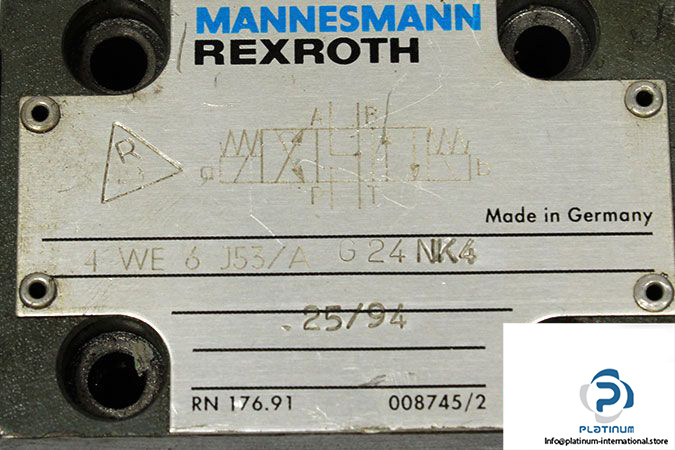 MANNESMANN
REXROTH
A B
R
a b
P T
Made in Germany
4 WE 6 J53/A G 24 NK4
.25/94
RN 176.91 008745/2
PLATINUM
Info@platinum-international.store